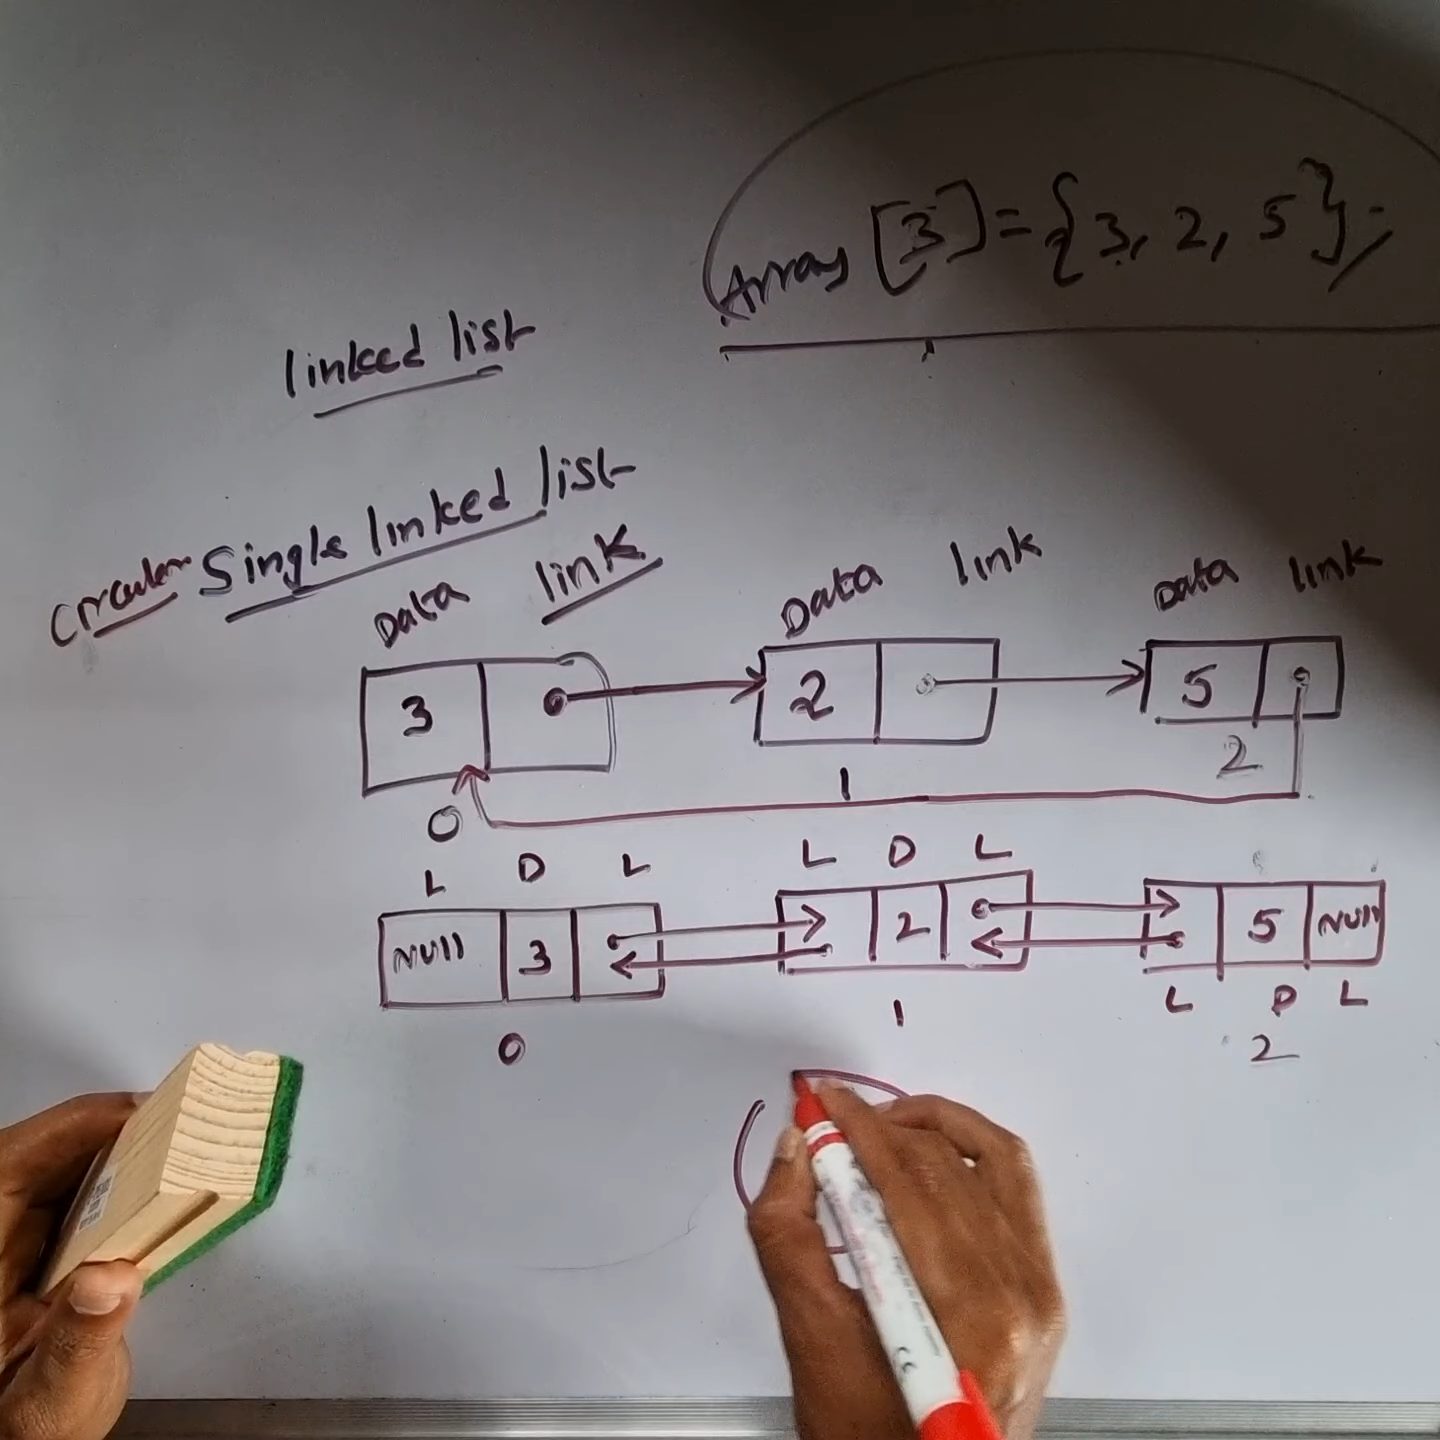 Array [3] = {3, 2, 5};
linked list
Circular Single linked list
Data link Data link Data link
3 2 5
0 1 2
L D L L D L
NULL 3 2 5 NULL
L D L
0 1 2